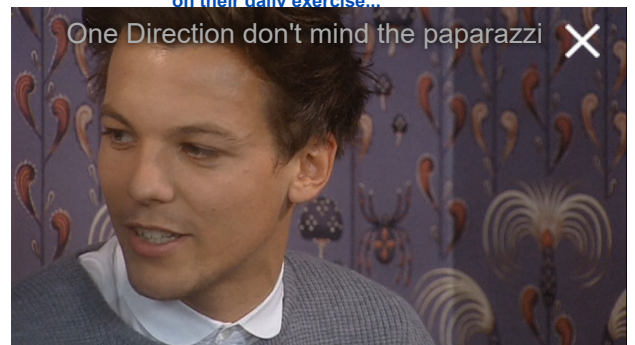 on their daily exercise...
One Direction don't mind the paparazzi